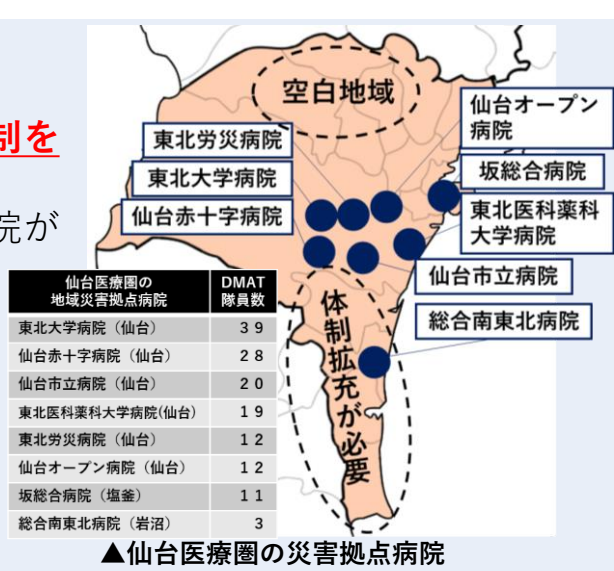 制を
院が
空白地域
東北労災病院
東北大学病院
仙台赤十字病院
仙台オープン
病院
坂総合病院
東北医科薬科
大学病院
仙台市立病院
総合南東北病院
体制拡充が必要
仙台医療圏の
地域災害拠点病院
DMAT
隊員数
東北大学病院（仙台） 39
仙台赤十字病院（仙台） 28
仙台市立病院（仙台） 20
東北医科薬科大学病院(仙台) 19
東北労災病院（仙台） 12
仙台オープン病院（仙台） 12
坂総合病院（塩釜） 11
総合南東北病院（岩沼） 3
▲仙台医療圏の災害拠点病院